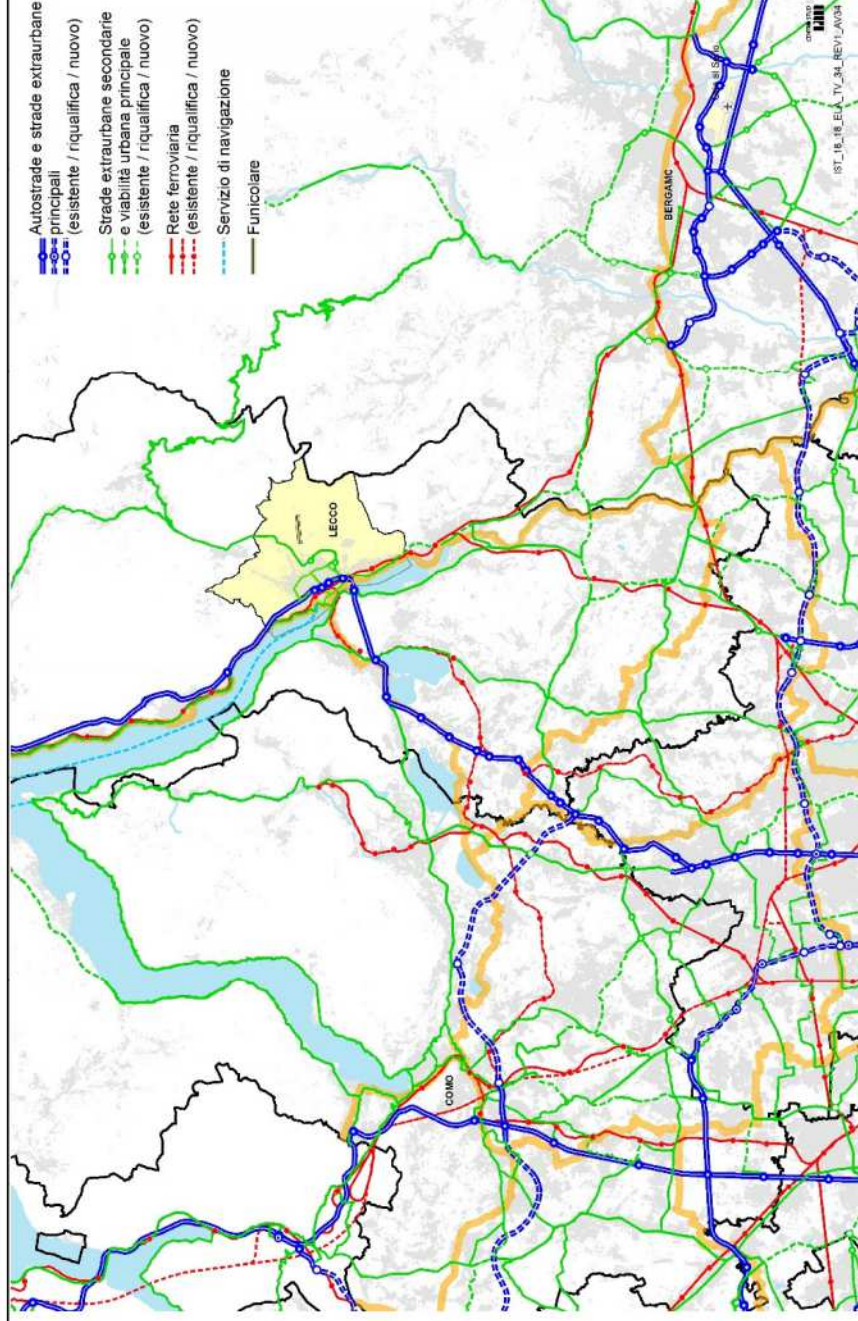 Autostrade e strade extraurbane
principali
(esistente / riqualifica / nuovo)
Strade extraurbane secondarie
e viabilità urbana principale
(esistente / riqualifica / nuovo)
Rete ferroviaria
(esistente / riqualifica / nuovo)
Servizio di navigazione
Funicolare
LECCO
BERGAMO
COMO